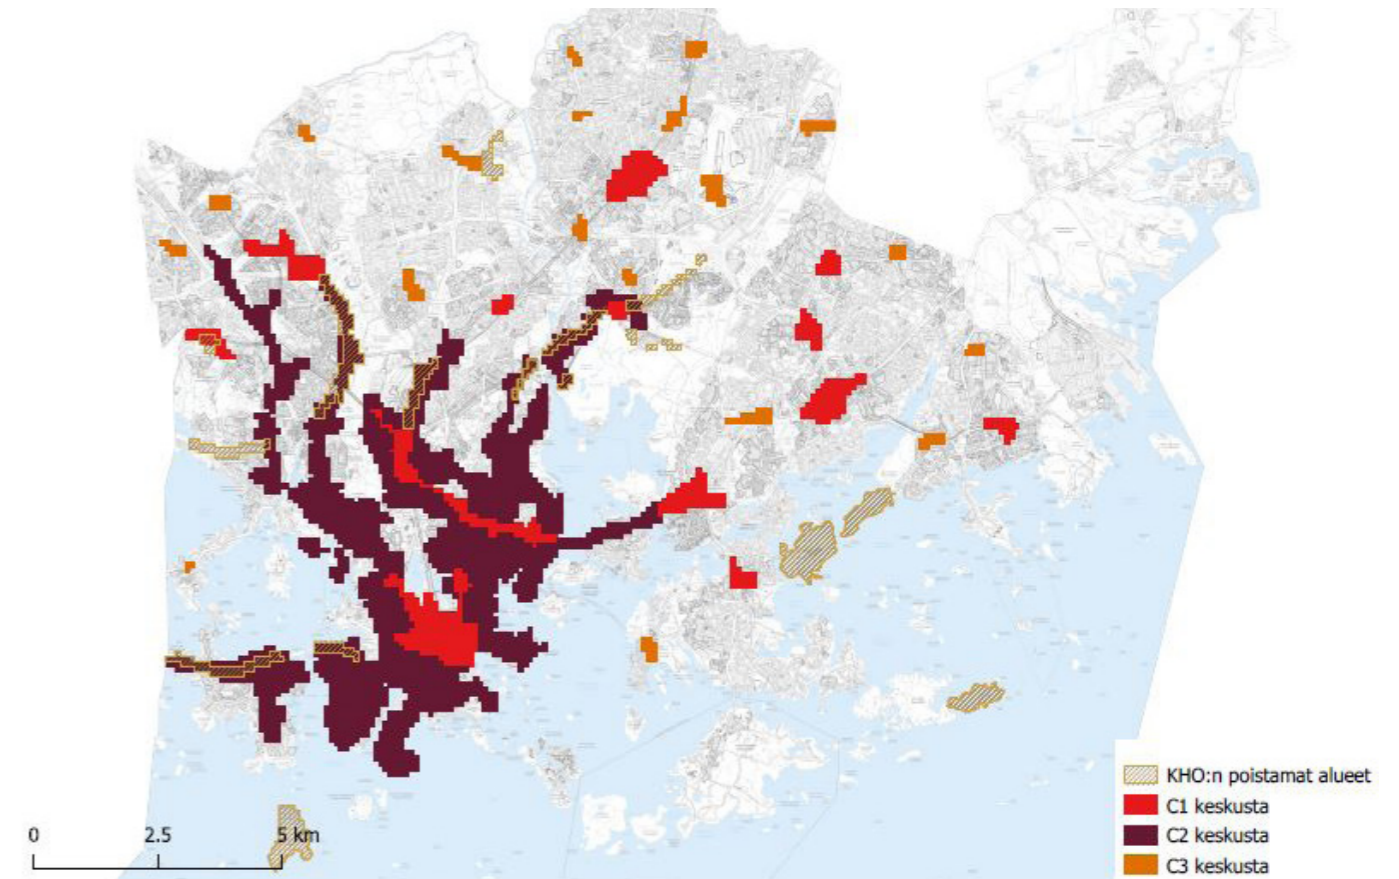 KHO:n poistamat alueet
C1 keskusta
C2 keskusta
C3 keskusta
0 2.5 5 km